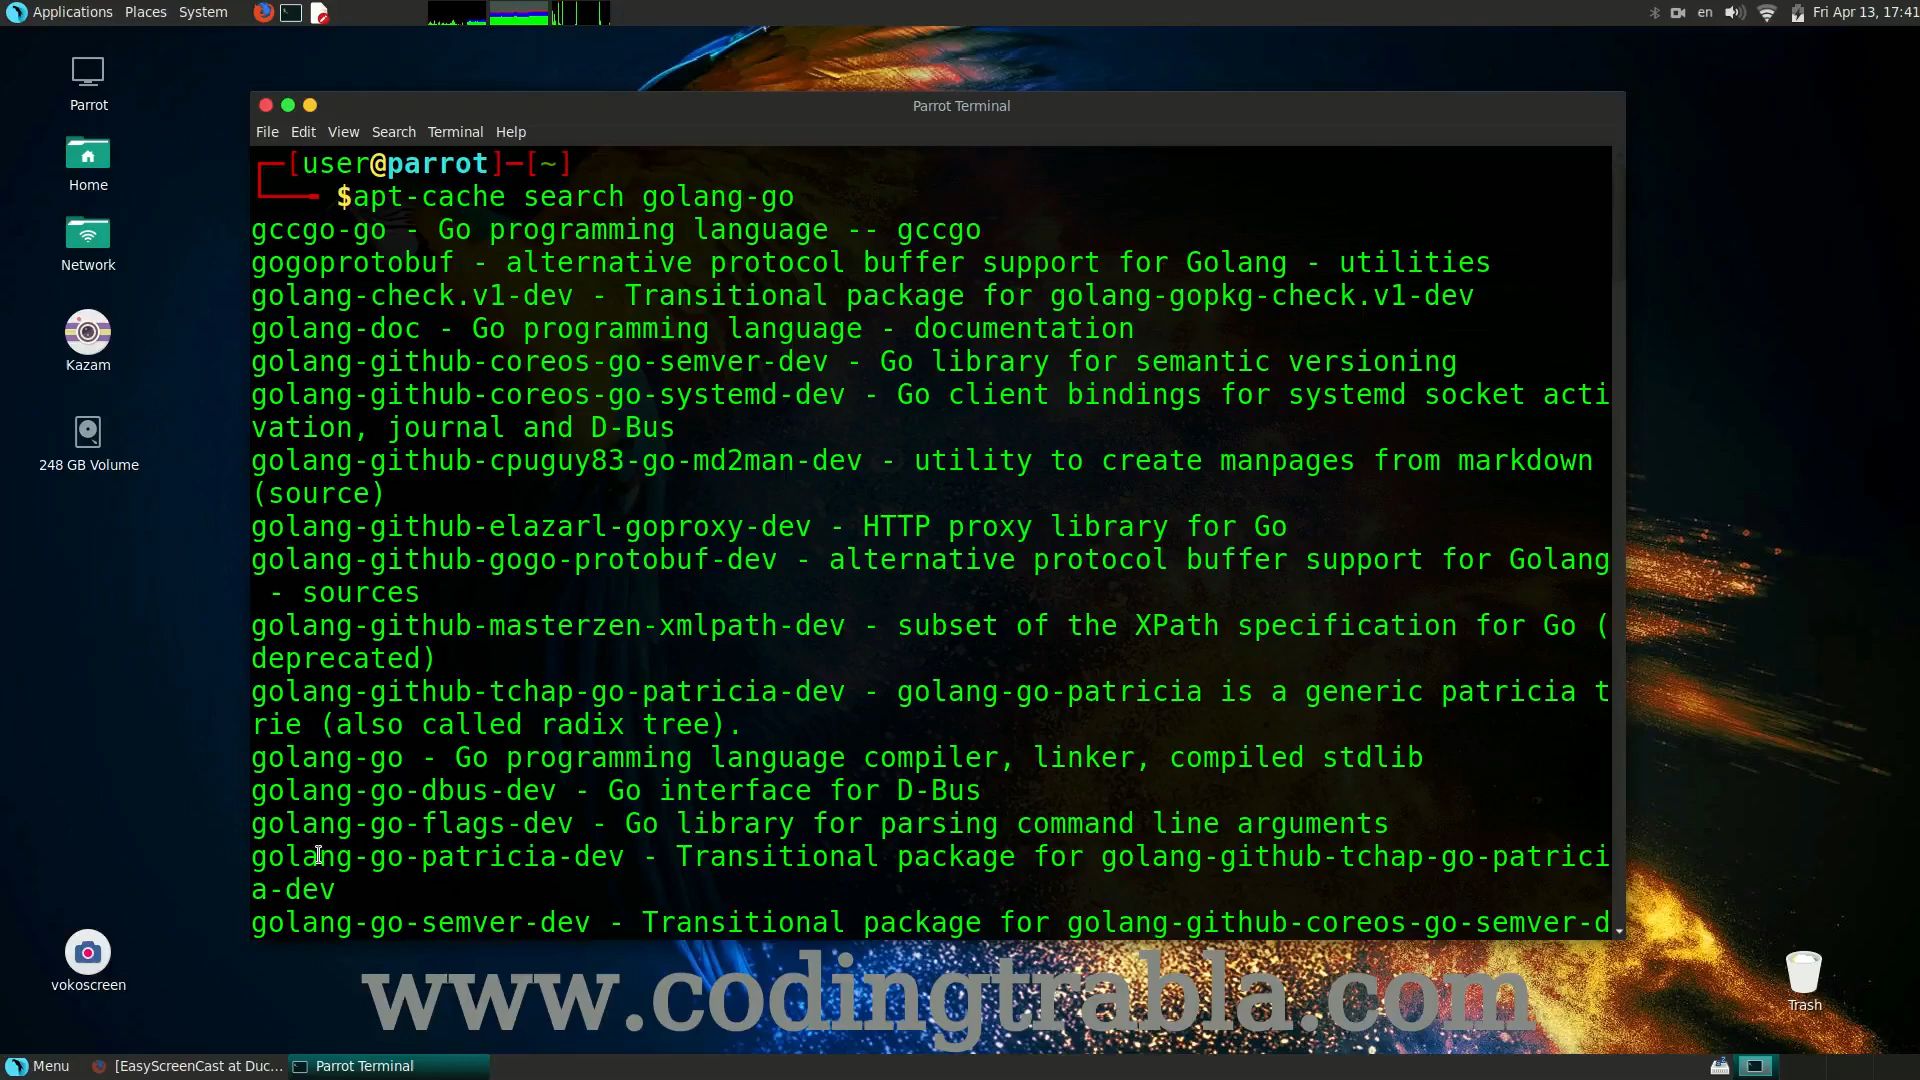 Applications Places System
en Fri Apr 13, 17:41
Parrot
Home
Network
Kazam
248 GB Volume
vokoscreen
Trash
Parrot Terminal
File Edit View Search Terminal Help
┌─[user@parrot]─[~]
└──╼ $apt-cache search golang-go
gccgo-go - Go programming language -- gccgo
gogoprotobuf - alternative protocol buffer support for Golang - utilities
golang-check.v1-dev - Transitional package for golang-gopkg-check.v1-dev
golang-doc - Go programming language - documentation
golang-github-coreos-go-semver-dev - Go library for semantic versioning
golang-github-coreos-go-systemd-dev - Go client bindings for systemd socket acti
vation, journal and D-Bus
golang-github-cpuguy83-go-md2man-dev - utility to create manpages from markdown
(source)
golang-github-elazarl-goproxy-dev - HTTP proxy library for Go
golang-github-gogo-protobuf-dev - alternative protocol buffer support for Golang
- sources
golang-github-masterzen-xmlpath-dev - subset of the XPath specification for Go (
deprecated)
golang-github-tchap-go-patricia-dev - golang-go-patricia is a generic patricia t
rie (also called radix tree).
golang-go - Go programming language compiler, linker, compiled stdlib
golang-go-dbus-dev - Go interface for D-Bus
golang-go-flags-dev - Go library for parsing command line arguments
golang-go-patricia-dev - Transitional package for golang-github-tchap-go-patrici
a-dev
golang-go-semver-dev - Transitional package for golang-github-coreos-go-semver-d
www.codingtrabla.com
Menu [EasyScreenCast at Duc... Parrot Terminal